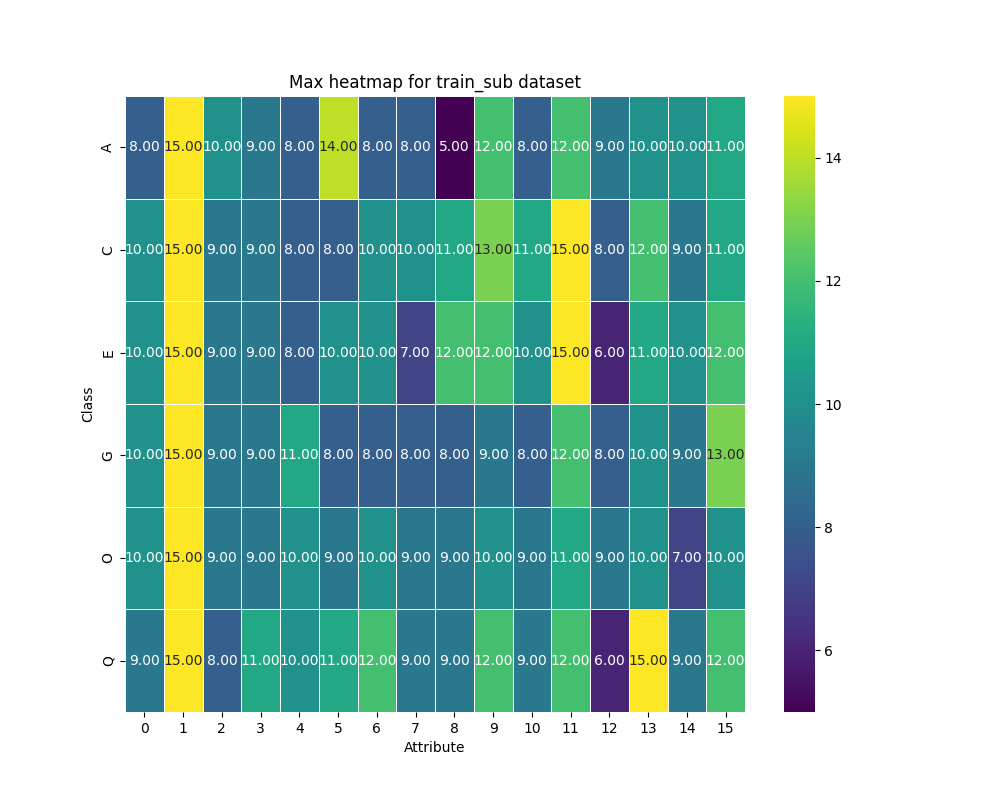 Max heatmap for train_sub dataset
A 8.00 15.00 10.00 9.00 8.00 14.00 8.00 8.00 5.00 12.00 8.00 12.00 9.00 10.00 10.00 11.00
14
C 10.00 15.00 9.00 9.00 8.00 8.00 10.00 10.00 11.00 13.00 11.00 15.00 8.00 12.00 9.00 11.00
12
E 10.00 15.00 9.00 9.00 8.00 10.00 10.00 7.00 12.00 12.00 10.00 15.00 6.00 11.00 10.00 12.00
Class
10
G 10.00 15.00 9.00 9.00 11.00 8.00 8.00 8.00 8.00 9.00 8.00 12.00 8.00 10.00 9.00 13.00
8
O 10.00 15.00 9.00 9.00 10.00 9.00 10.00 9.00 9.00 10.00 9.00 11.00 9.00 10.00 7.00 10.00
6
Q 9.00 15.00 8.00 11.00 10.00 11.00 12.00 9.00 9.00 12.00 9.00 12.00 6.00 15.00 9.00 12.00
0 1 2 3 4 5 6 7 8 9 10 11 12 13 14 15
Attribute